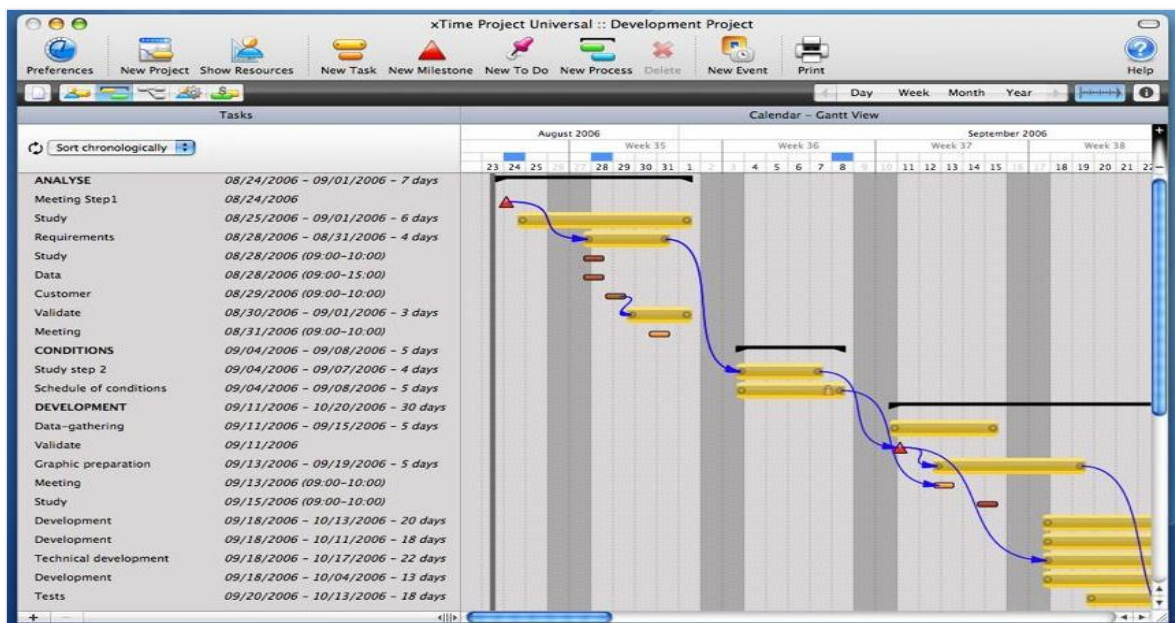 xTime Project Universal :: Development Project
Preferences New Project Show Resources New Task New Milestone New To Do New Process Delete New Event Print Help
Day Week Month Year
Tasks Calendar - Gantt View
Sort chronologically
August 2006 September 2006
Week 35 Week 36 Week 37 Week 38
23 24 25 26 27 28 29 30 31 1 2 3 4 5 6 7 8 9 10 11 12 13 14 15 16 17 18 19 20 21 22
ANALYSE 08/24/2006 - 09/01/2006 - 7 days
Meeting Step1 08/24/2006
Study 08/25/2006 - 09/01/2006 - 6 days
Requirements 08/28/2006 - 08/31/2006 - 4 days
Study 08/28/2006 (09:00-10:00)
Data 08/28/2006 (09:00-15:00)
Customer 08/29/2006 (09:00-10:00)
Validate 08/30/2006 - 09/01/2006 - 3 days
Meeting 08/31/2006 (09:00-10:00)
CONDITIONS 09/04/2006 - 09/08/2006 - 5 days
Study step 2 09/04/2006 - 09/07/2006 - 4 days
Schedule of conditions 09/04/2006 - 09/08/2006 - 5 days
DEVELOPMENT 09/11/2006 - 10/20/2006 - 30 days
Data-gathering 09/11/2006 - 09/15/2006 - 5 days
Validate 09/11/2006
Graphic preparation 09/13/2006 - 09/19/2006 - 5 days
Meeting 09/13/2006 (09:00-10:00)
Study 09/15/2006 (09:00-10:00)
Development 09/18/2006 - 10/13/2006 - 20 days
Development 09/18/2006 - 10/11/2006 - 18 days
Technical development 09/18/2006 - 10/17/2006 - 22 days
Development 09/18/2006 - 10/04/2006 - 13 days
Tests 09/20/2006 - 10/13/2006 - 18 days